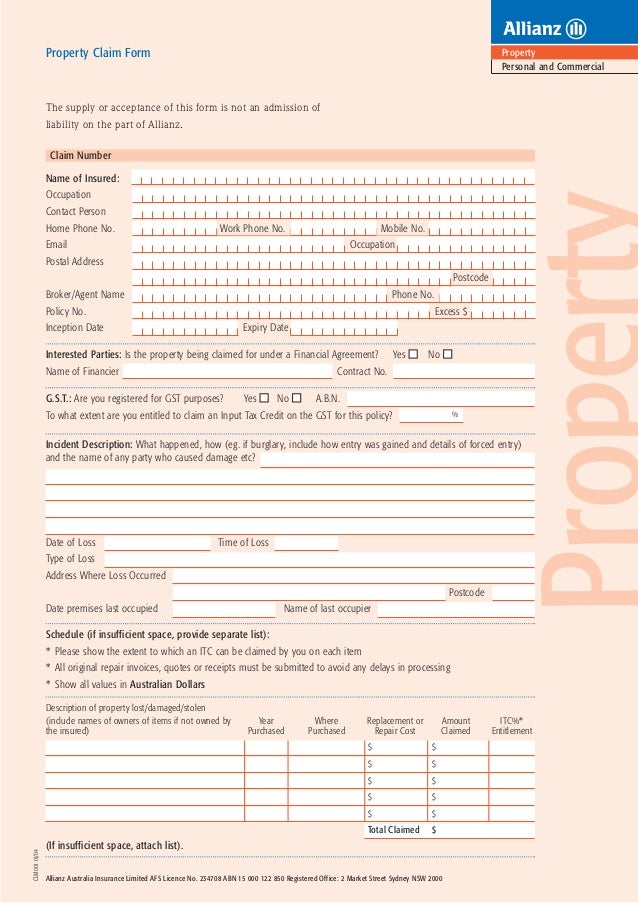 Allianz
Property Claim Form
Property
Personal and Commercial
The supply or acceptance of this form is not an admission of
liability on the part of Allianz.
Claim Number
Name of Insured:
Occupation
Contact Person
Home Phone No. Work Phone No. Mobile No.
Email Occupation
Postal Address
Postcode
Broker/Agent Name Phone No.
Policy No. Excess $
Inception Date Expiry Date
Interested Parties: Is the property being claimed for under a Financial Agreement? Yes No
Name of Financier Contract No.
G.S.T.: Are you registered for GST purposes? Yes No A.B.N.
To what extent are you entitled to claim an Input Tax Credit on the GST for this policy? %
Incident Description: What happened, how (eg. if burglary, include how entry was gained and details of forced entry)
and the name of any party who caused damage etc?
Date of Loss Time of Loss
Type of Loss
Address Where Loss Occurred
Postcode
Date premises last occupied Name of last occupier
Schedule (if insufficient space, provide separate list):
* Please show the extent to which an ITC can be claimed by you on each item
* All original repair invoices, quotes or receipts must be submitted to avoid any delays in processing
* Show all values in Australian Dollars
Description of property lost/damaged/stolen
(include names of owners of items if not owned by Year Where Replacement or Amount ITC%*
the insured) Purchased Purchased Repair Cost Claimed Entitlement
$ $
$ $
$ $
$ $
$ $
Total Claimed $
(If insufficient space, attach list).
Allianz Australia Insurance Limited AFS Licence No. 234708 ABN 15 000 122 850 Registered Office: 2 Market Street Sydney NSW 2000
Property